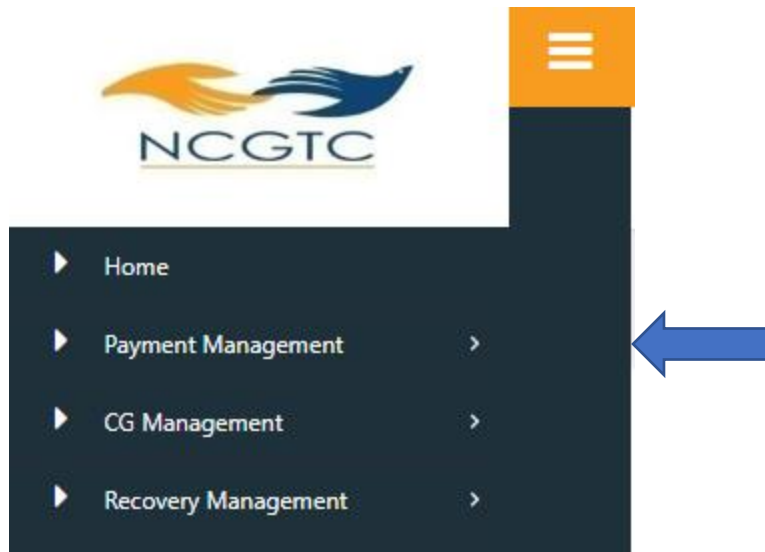 NCGTC
Home
Payment Management
CG Management
Recovery Management